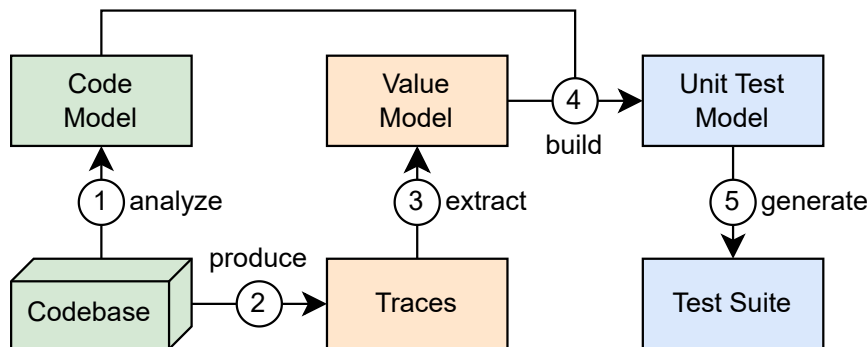 Code
Model
Value
Model
4
build
Unit Test
Model
1
analyze
3
extract
5
generate
Codebase
produce
2
Traces
Test Suite